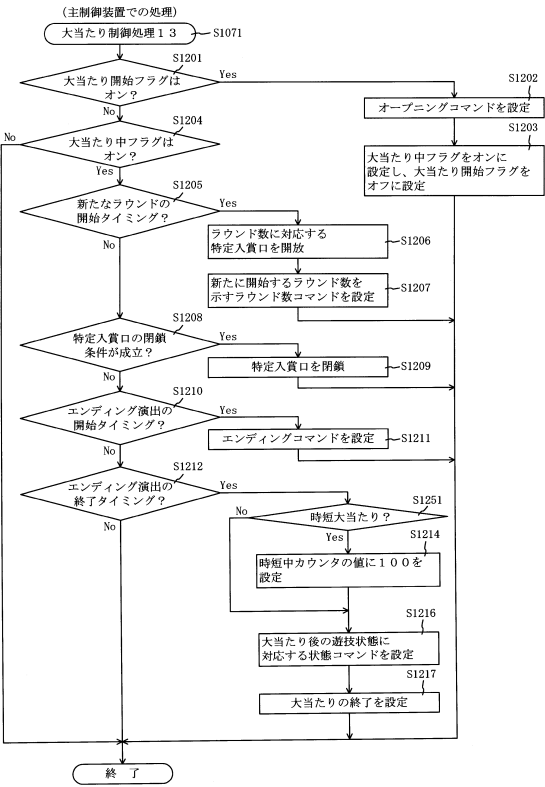 (主制御装置での処理)
大当たり制御処理13
S1071
S1201
大当たり開始フラグは
オン?
Yes
No
S1202
オープニングコマンドを設定
S1203
大当たり中フラグをオンに
設定し、大当たり開始フラグを
オフに設定
S1204
No
大当たり中フラグは
オン?
Yes
S1205
新たなラウンドの
開始タイミング?
Yes
No
ラウンド数に対応する
特定入賞口を開放
S1206
新たに開始するラウンド数を
示すラウンド数コマンドを設定
S1207
S1208
特定入賞口の閉鎖
条件が成立?
Yes
No
特定入賞口を閉鎖
S1209
S1210
エンディング演出の
開始タイミング?
Yes
No
エンディングコマンドを設定
S1211
S1212
エンディング演出の
終了タイミング?
Yes
No
S1251
No
時短大当たり?
Yes
S1214
時短中カウンタの値に100を
設定
S1216
大当たり後の遊技状態に
対応する状態コマンドを設定
S1217
大当たりの終了を設定
終了